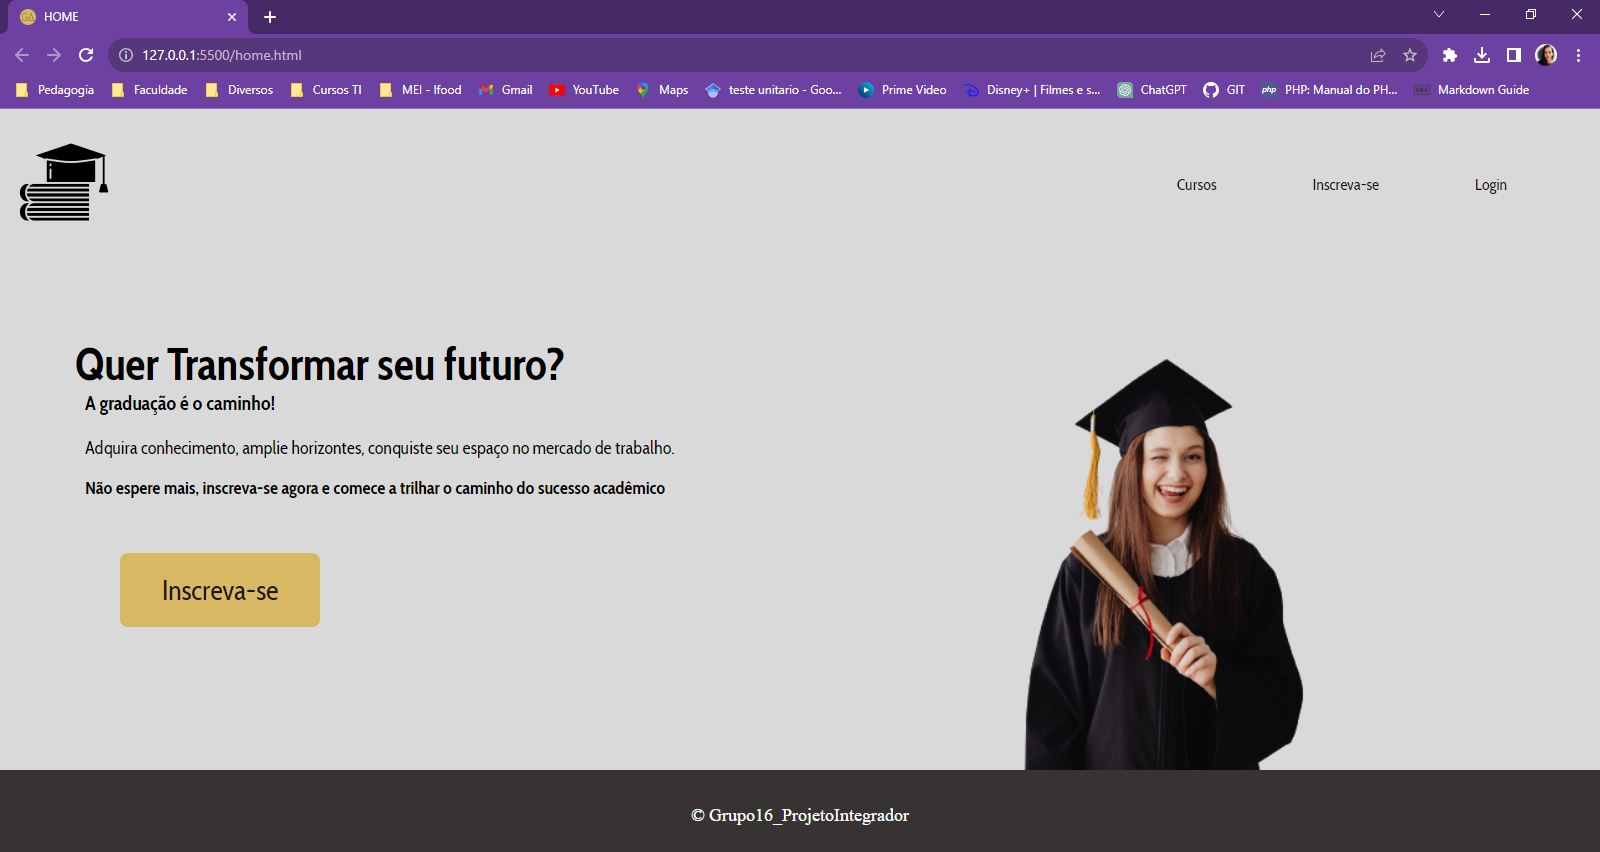 HOME
127.0.0.1:5500/home.html
Pedagogia Faculdade Diversos Cursos TI MEI - Ifood Gmail YouTube Maps teste unitario - Goo... Prime Video Disney+ | Filmes e s... ChatGPT GIT php PHP: Manual do PH... Markdown Guide
Cursos Inscreva-se Login
Quer Transformar seu futuro?
A graduação é o caminho!
Adquira conhecimento, amplie horizontes, conquiste seu espaço no mercado de trabalho.
Não espere mais, inscreva-se agora e comece a trilhar o caminho do sucesso acadêmico
Inscreva-se
© Grupo16_ProjetoIntegrador